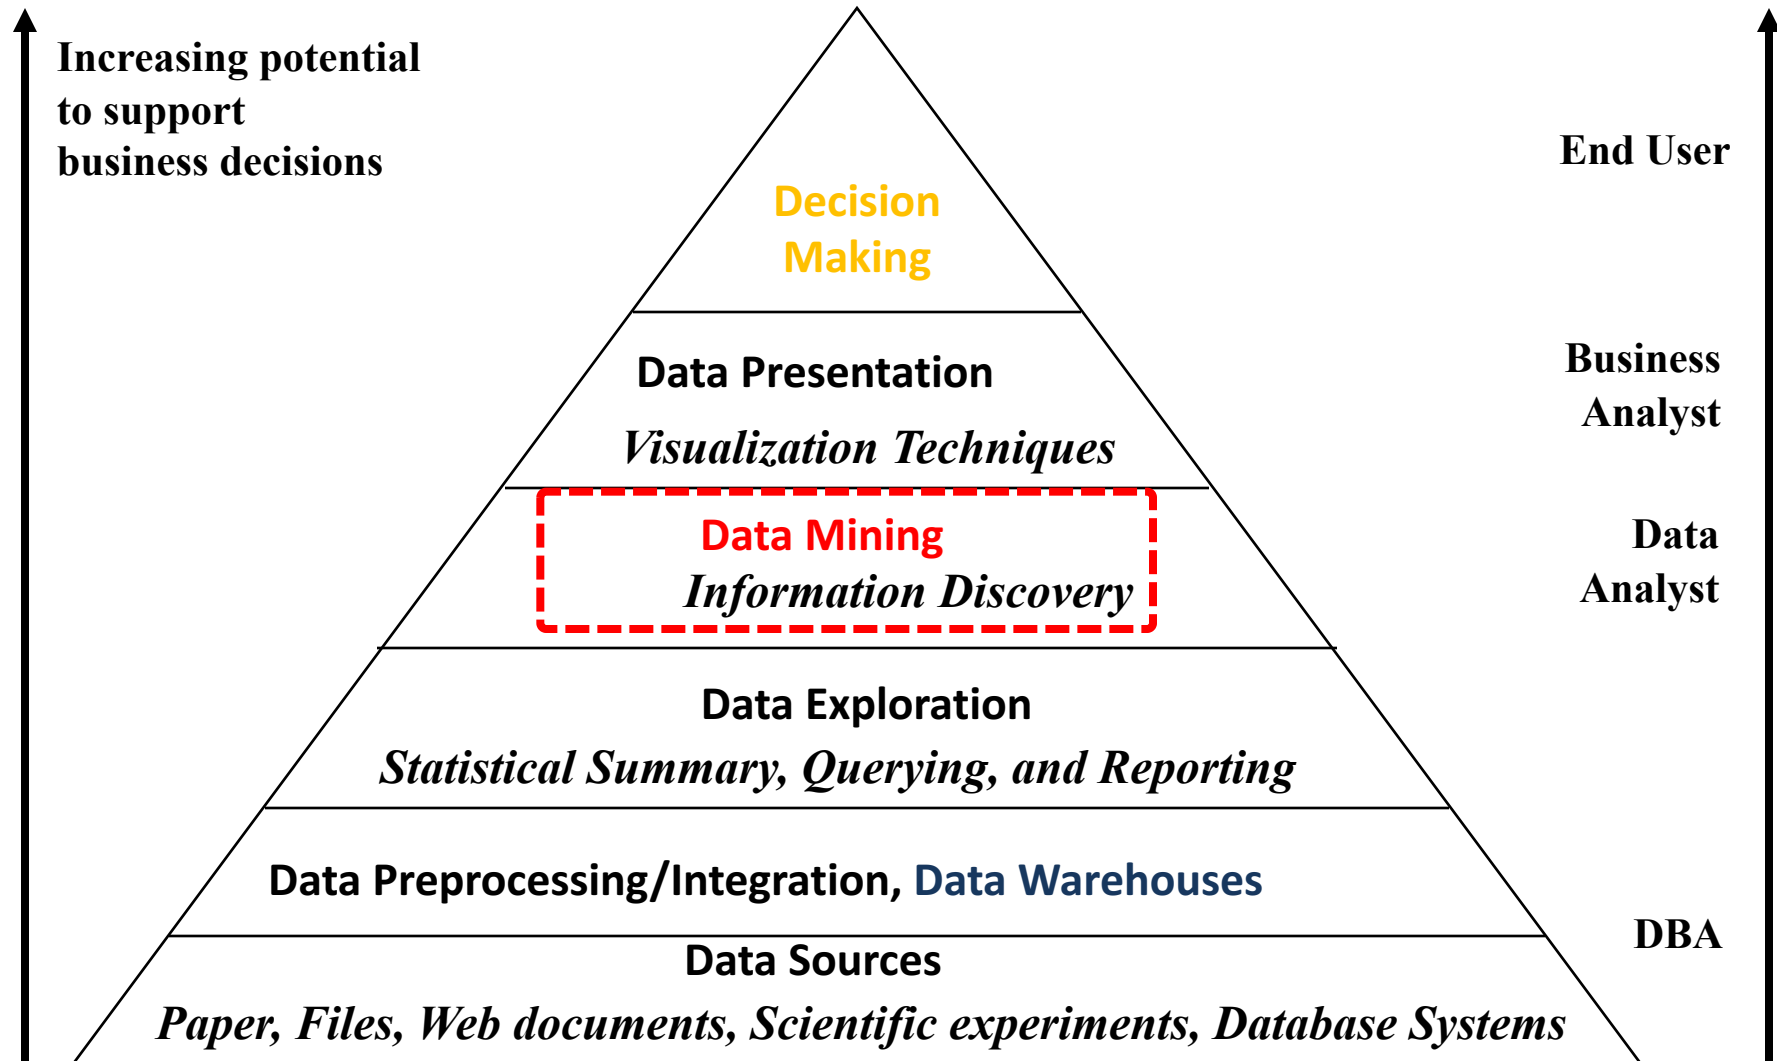 Increasing potential
to support
business decisions
End User
Decision
Making
Business
Analyst
Data Presentation
Visualization Techniques
Data Mining
Information Discovery
Data
Analyst
Data Exploration
Statistical Summary, Querying, and Reporting
Data Preprocessing/Integration, Data Warehouses
DBA
Data Sources
Paper, Files, Web documents, Scientific experiments, Database Systems